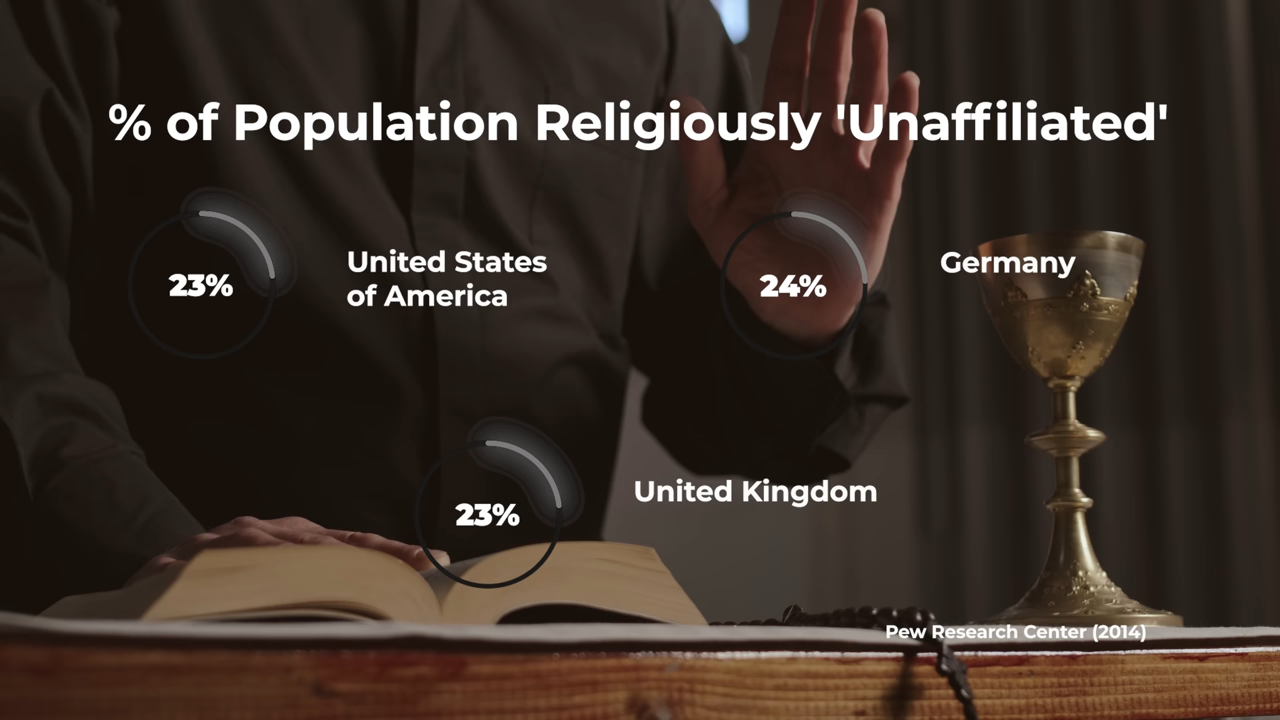 % of Population Religiously 'Unaffiliated'
23%
United States
of America
24%
Germany
23%
United Kingdom
Pew Research Center (2014)